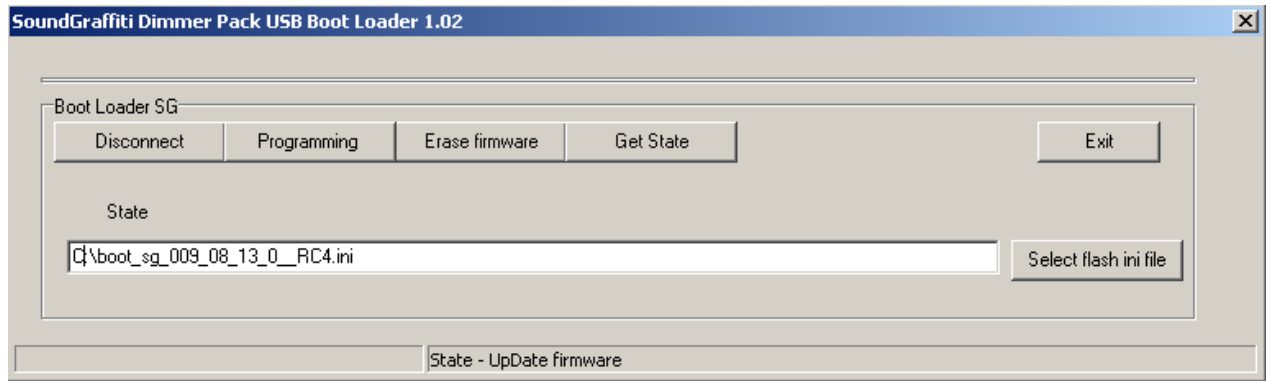 SoundGraffiti Dimmer Pack USB Boot Loader 1.02
Boot Loader SG
Disconnect Programming Erase firmware Get State Exit
State
C:\boot_sg_009_08_13_0__RC4.ini Select flash ini file
State - UpDate firmware